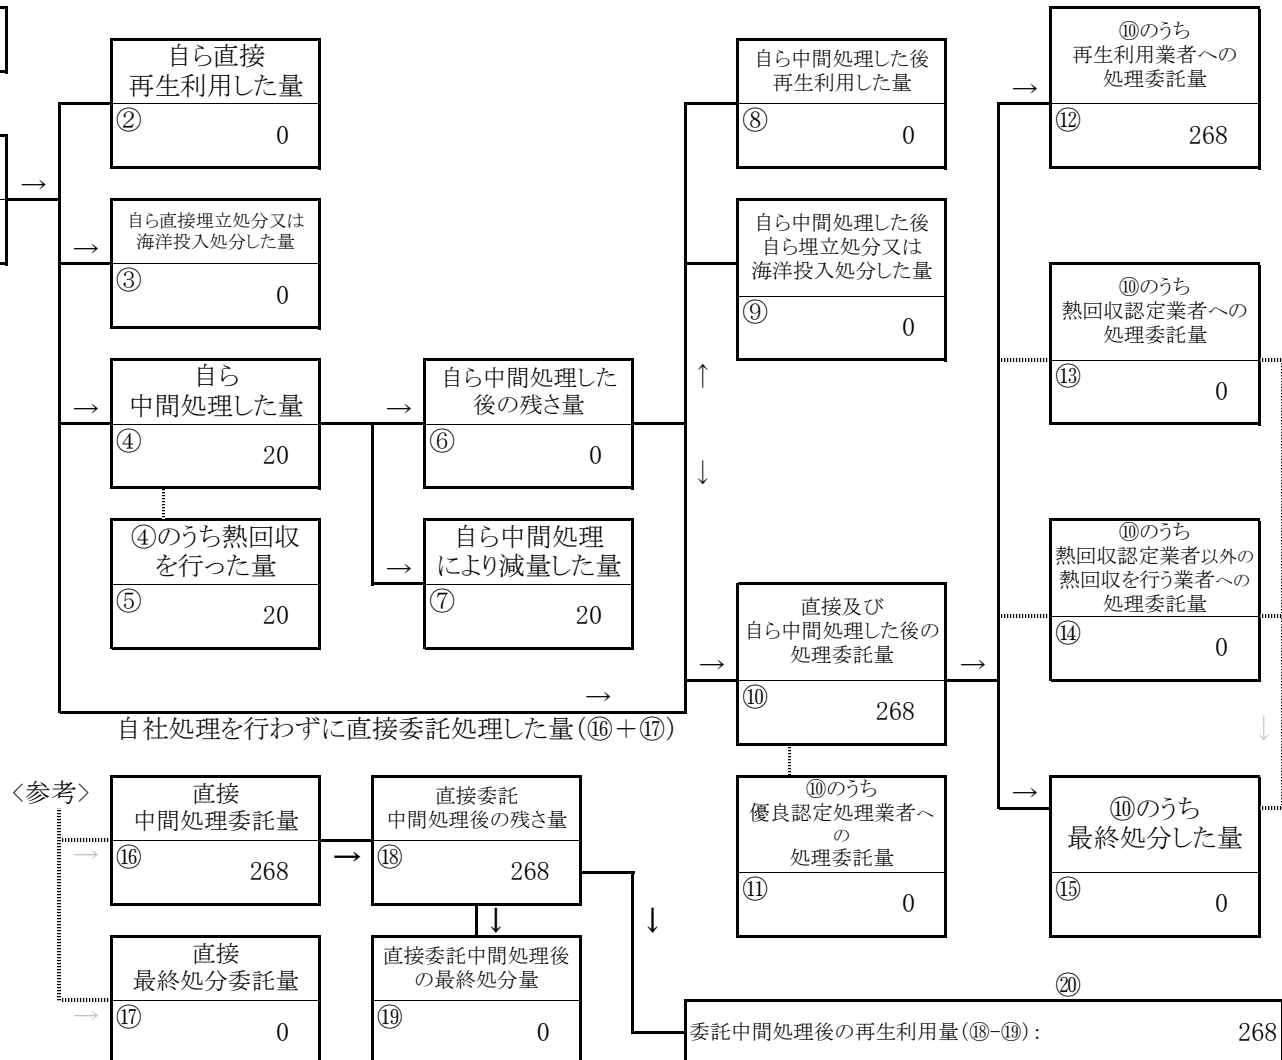 自ら直接
再生利用した量
②
0
自ら直接埋立処分又は
海洋投入処分した量
③
0
自ら
中間処理した量
④
20
④のうち熱回収
を行った量
⑤
20
自ら中間処理した
後の残さ量
⑥
0
自ら中間処理
により減量した量
⑦
20
自ら中間処理した後
再生利用した量
⑧
0
自ら中間処理した後
自ら埋立処分又は
海洋投入処分した量
⑨
0
直接及び
自ら中間処理した後の
処理委託量
⑩
268
⑩のうち
優良認定処理業者へ
の
処理委託量
⑪
0
⑩のうち
再生利用業者への
処理委託量
⑫
268
⑩のうち
熱回収認定業者への
処理委託量
⑬
0
⑩のうち
熱回収認定業者以外の
熱回収を行う業者への
処理委託量
⑭
0
⑩のうち
最終処分した量
⑮
0
自社処理を行わずに直接委託処理した量(⑯＋⑰)
〈参考〉
直接
中間処理委託量
⑯
268
直接委託
中間処理後の残さ量
⑱
268
直接
最終処分委託量
⑰
0
直接委託中間処理後
の最終処分量
⑲
0
⑳
委託中間処理後の再生利用量(⑱-⑲)： 268